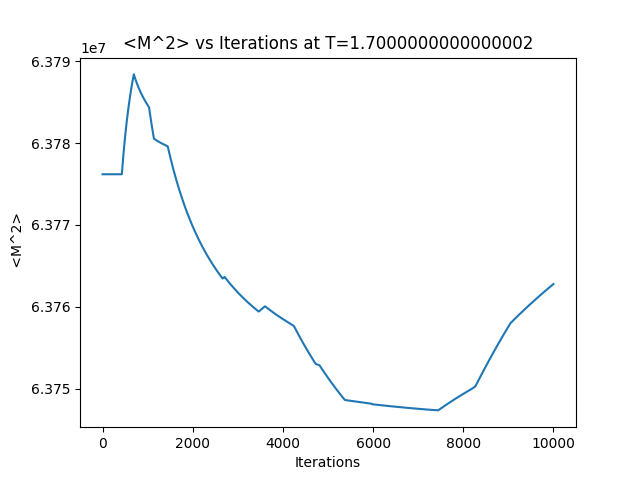 <M^2> vs Iterations at T=1.7000000000000002
1e7
6.379
6.378
6.377
6.376
6.375
<M^2>
0 2000 4000 6000 8000 10000
Iterations